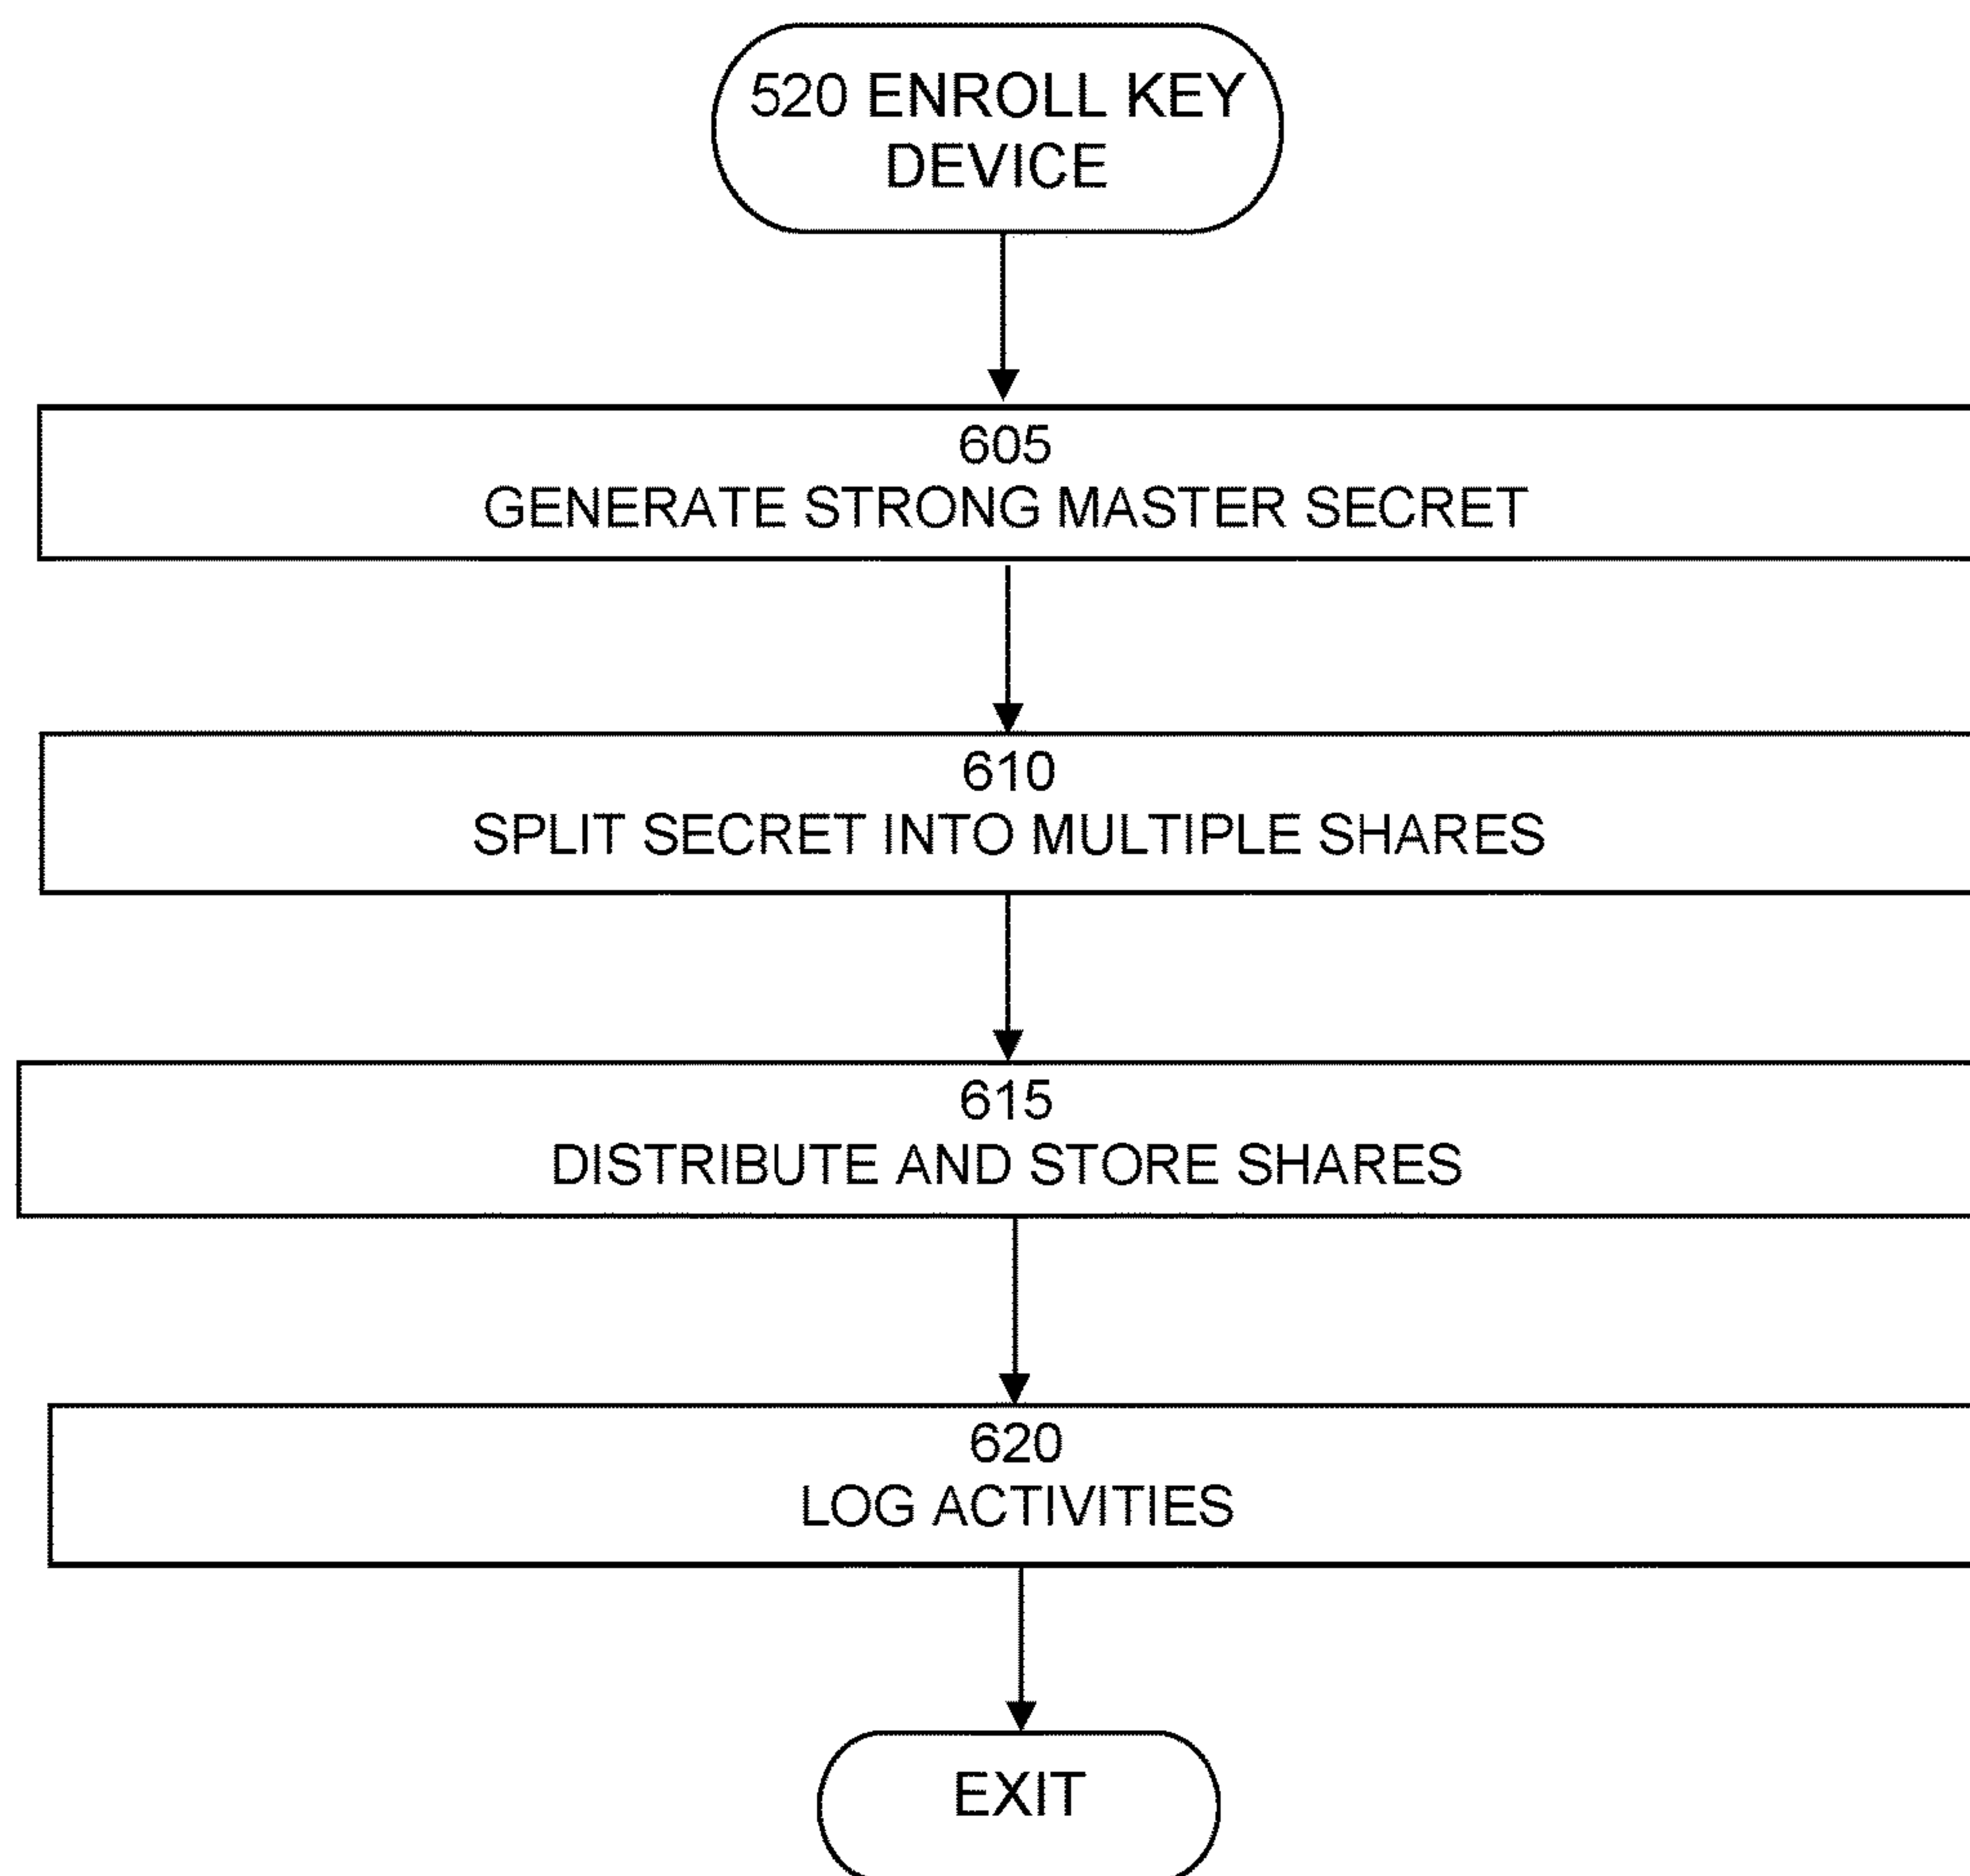 520 ENROLL KEY
DEVICE
605
GENERATE STRONG MASTER SECRET
610
SPLIT SECRET INTO MULTIPLE SHARES
615
DISTRIBUTE AND STORE SHARES
620
LOG ACTIVITIES
EXIT